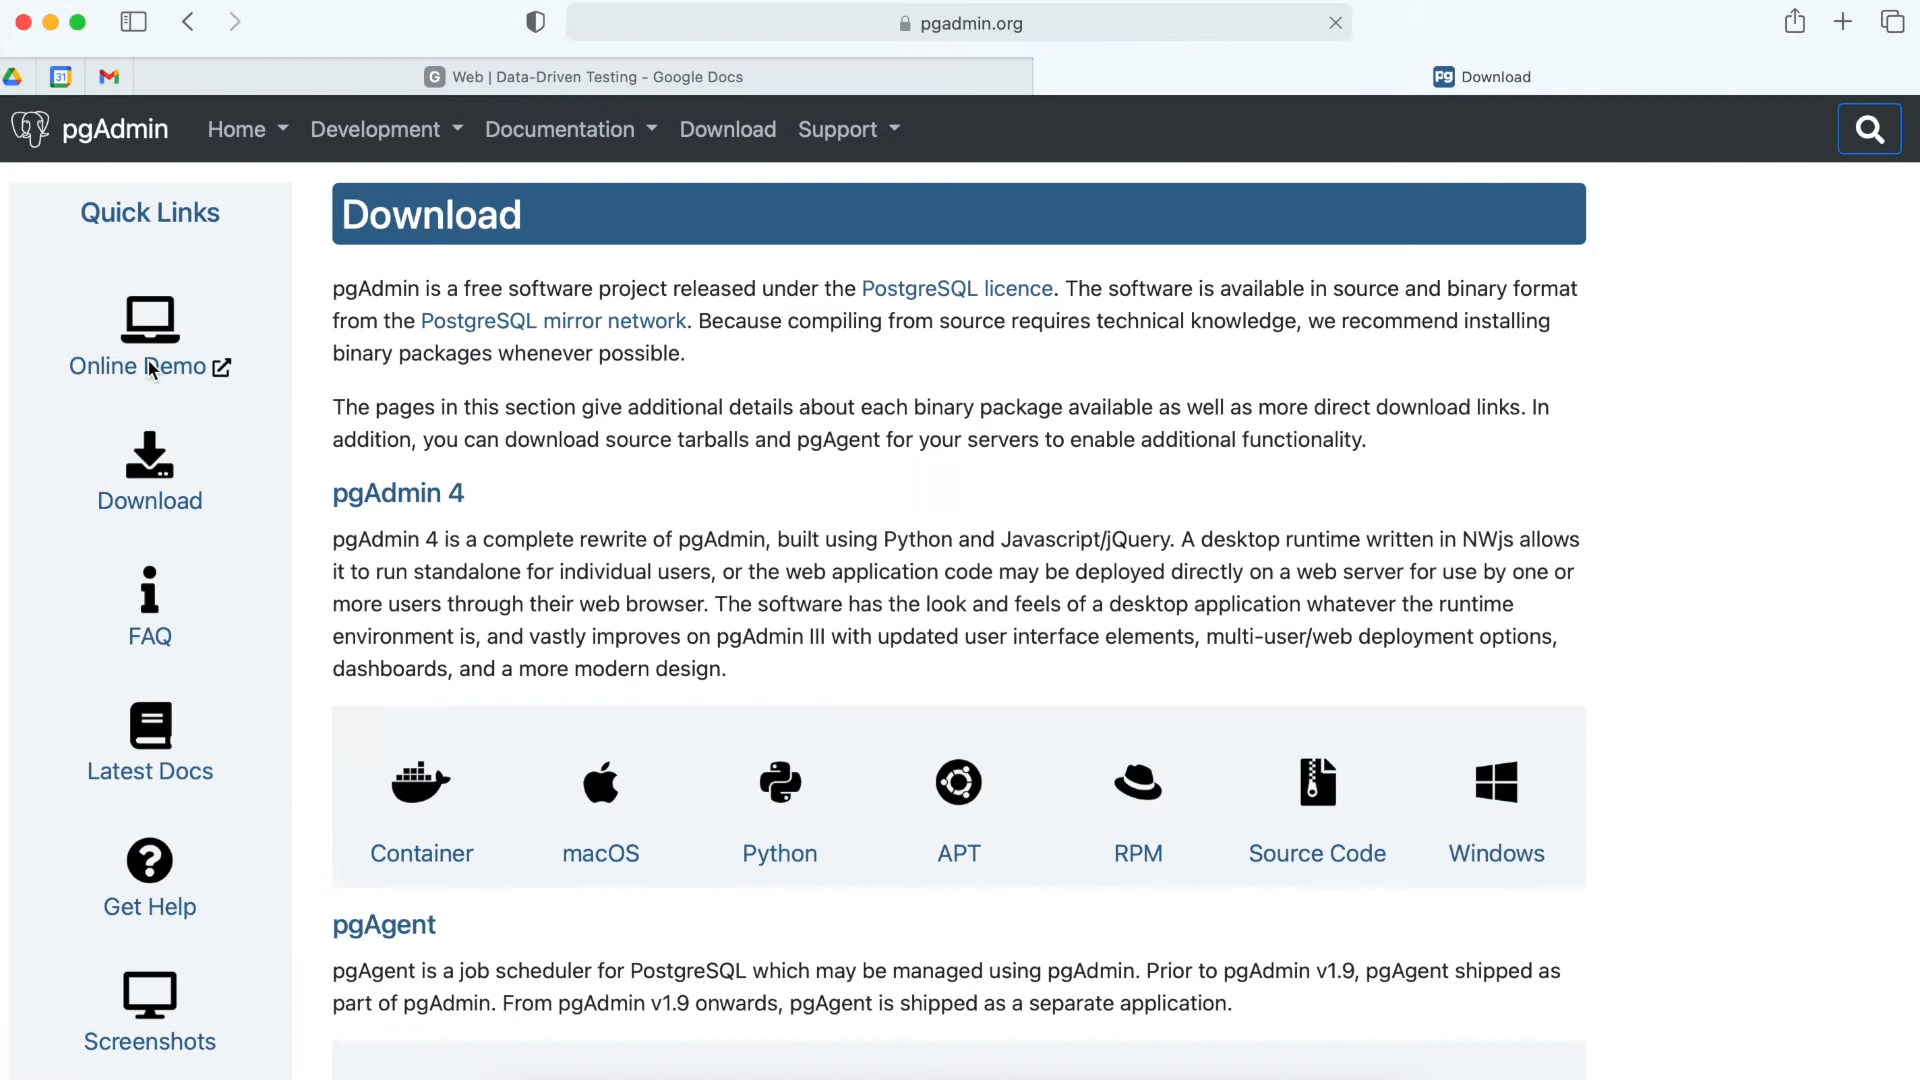 pgadmin.org
31
G Web | Data-Driven Testing - Google Docs
Pg Download
pgAdmin Home Development Documentation Download Support
Quick Links
Online Demo
Download
FAQ
Latest Docs
Get Help
Screenshots
Download
pgAdmin is a free software project released under the PostgreSQL licence. The software is available in source and binary format
from the PostgreSQL mirror network. Because compiling from source requires technical knowledge, we recommend installing
binary packages whenever possible.
The pages in this section give additional details about each binary package available as well as more direct download links. In
addition, you can download source tarballs and pgAgent for your servers to enable additional functionality.
pgAdmin 4
pgAdmin 4 is a complete rewrite of pgAdmin, built using Python and Javascript/jQuery. A desktop runtime written in NWjs allows
it to run standalone for individual users, or the web application code may be deployed directly on a web server for use by one or
more users through their web browser. The software has the look and feels of a desktop application whatever the runtime
environment is, and vastly improves on pgAdmin III with updated user interface elements, multi-user/web deployment options,
dashboards, and a more modern design.
Container macOS Python APT RPM Source Code Windows
pgAgent
pgAgent is a job scheduler for PostgreSQL which may be managed using pgAdmin. Prior to pgAdmin v1.9, pgAgent shipped as
part of pgAdmin. From pgAdmin v1.9 onwards, pgAgent is shipped as a separate application.